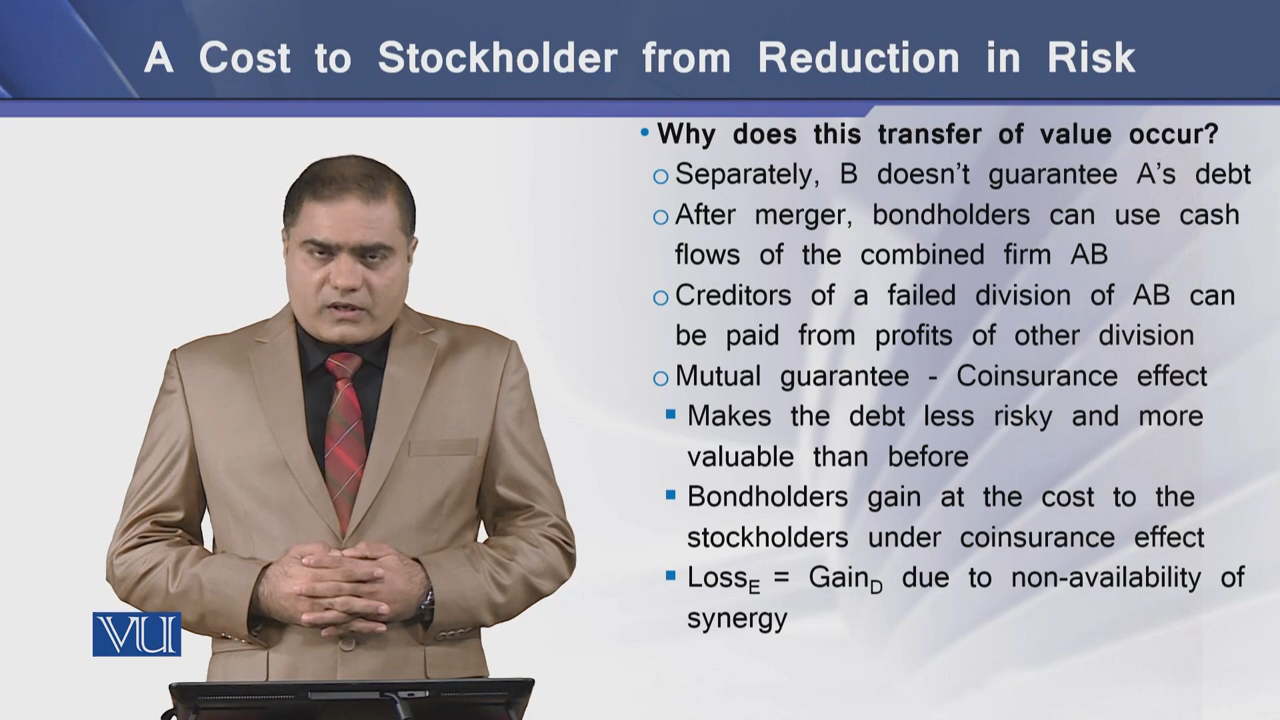 A Cost to Stockholder from Reduction in Risk
• Why does this transfer of value occur?
○ Separately, B doesn't guarantee A's debt
○ After merger, bondholders can use cash
flows of the combined firm AB
○ Creditors of a failed division of AB can
be paid from profits of other division
○ Mutual guarantee - Coinsurance effect
▪ Makes the debt less risky and more
valuable than before
▪ Bondholders gain at the cost to the
stockholders under coinsurance effect
▪ LossE = GainD due to non-availability of
synergy
VU